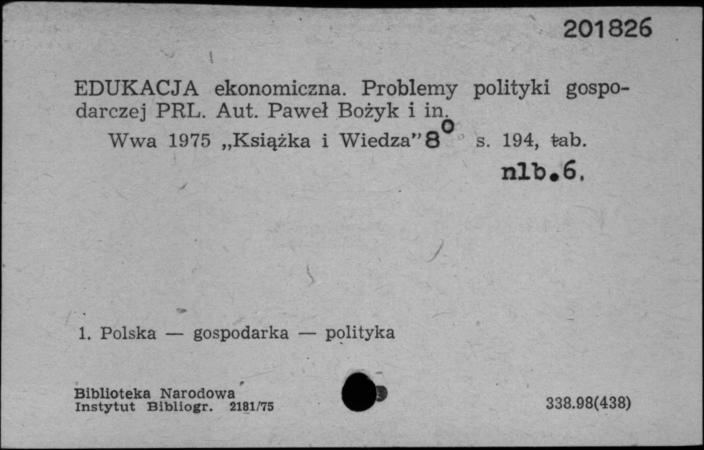 201826
EDUKACJA ekonomiczna. Problemy polityki gospo-
darczej PRL. Aut. Paweł Bożyk i in.
Wwa 1975 „Książka i Wiedza” 8° s. 194, tab.
nlb.6.
1. Polska — gospodarka — polityka
Biblioteka Narodowa
Instytut Bibliogr. 2181/75
338.98(438)